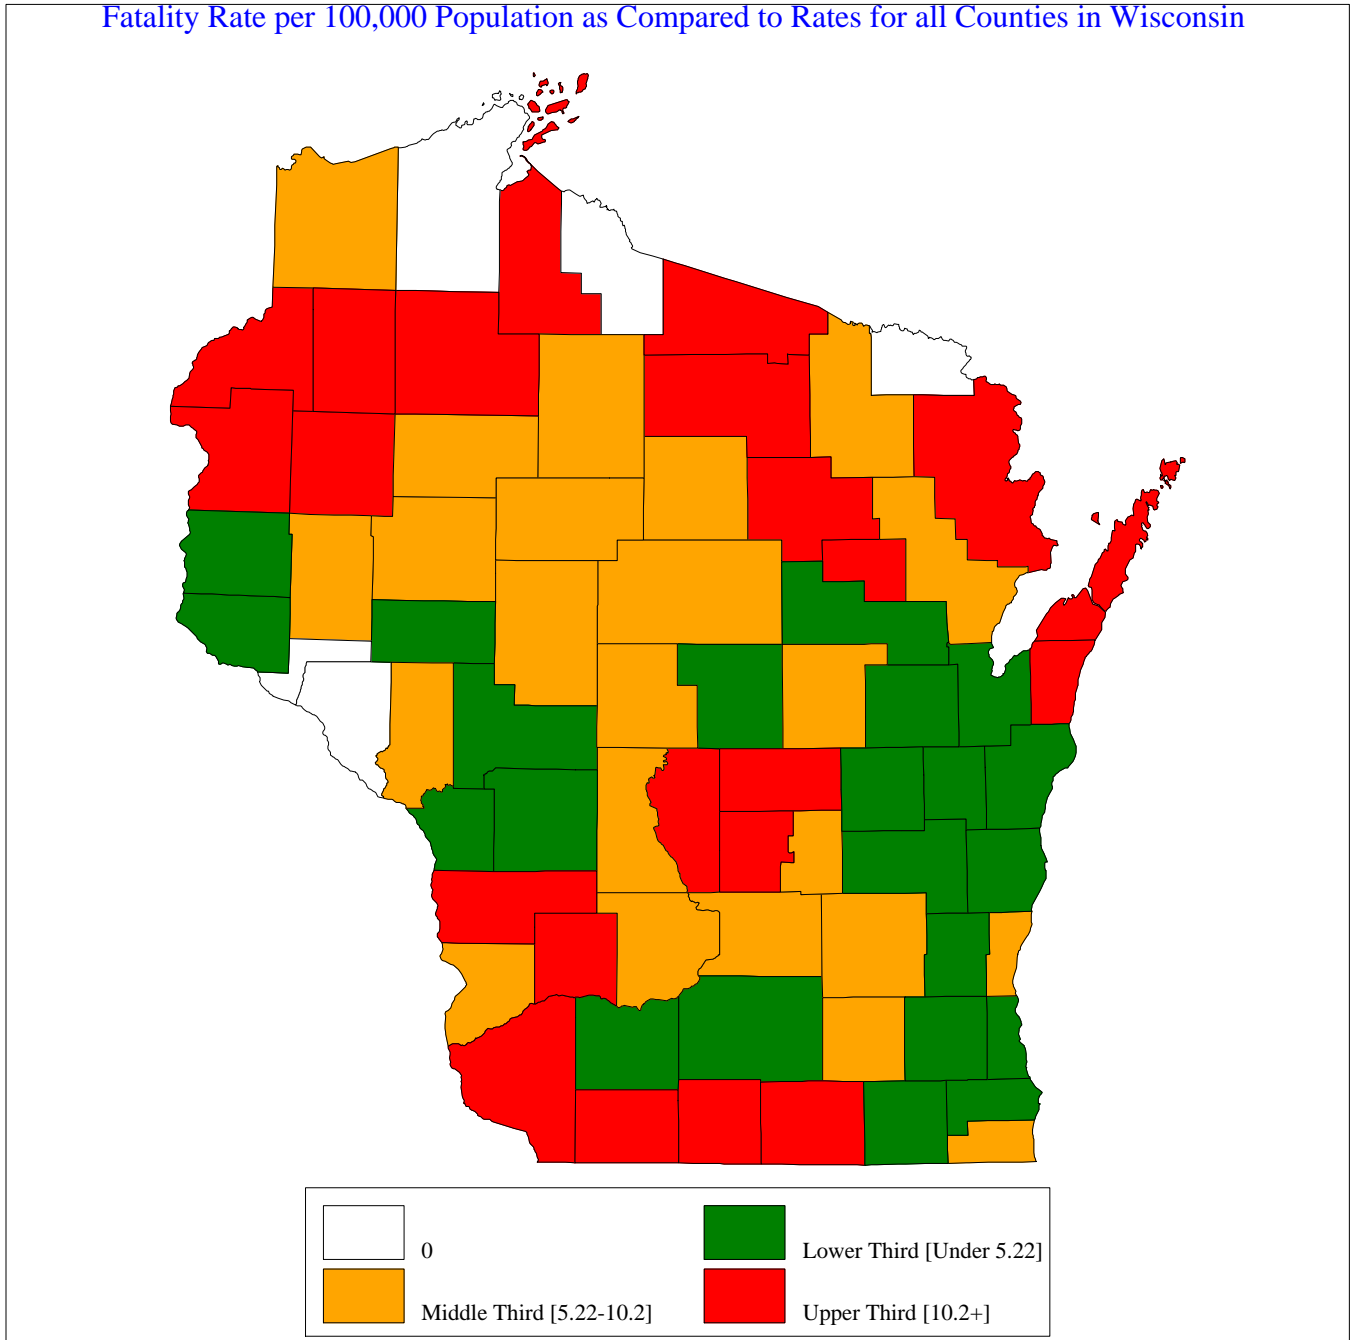 Fatality Rate per 100,000 Population as Compared to Rates for all Counties in Wisconsin
0
Lower Third [Under 5.22]
Middle Third [5.22-10.2]
Upper Third [10.2+]